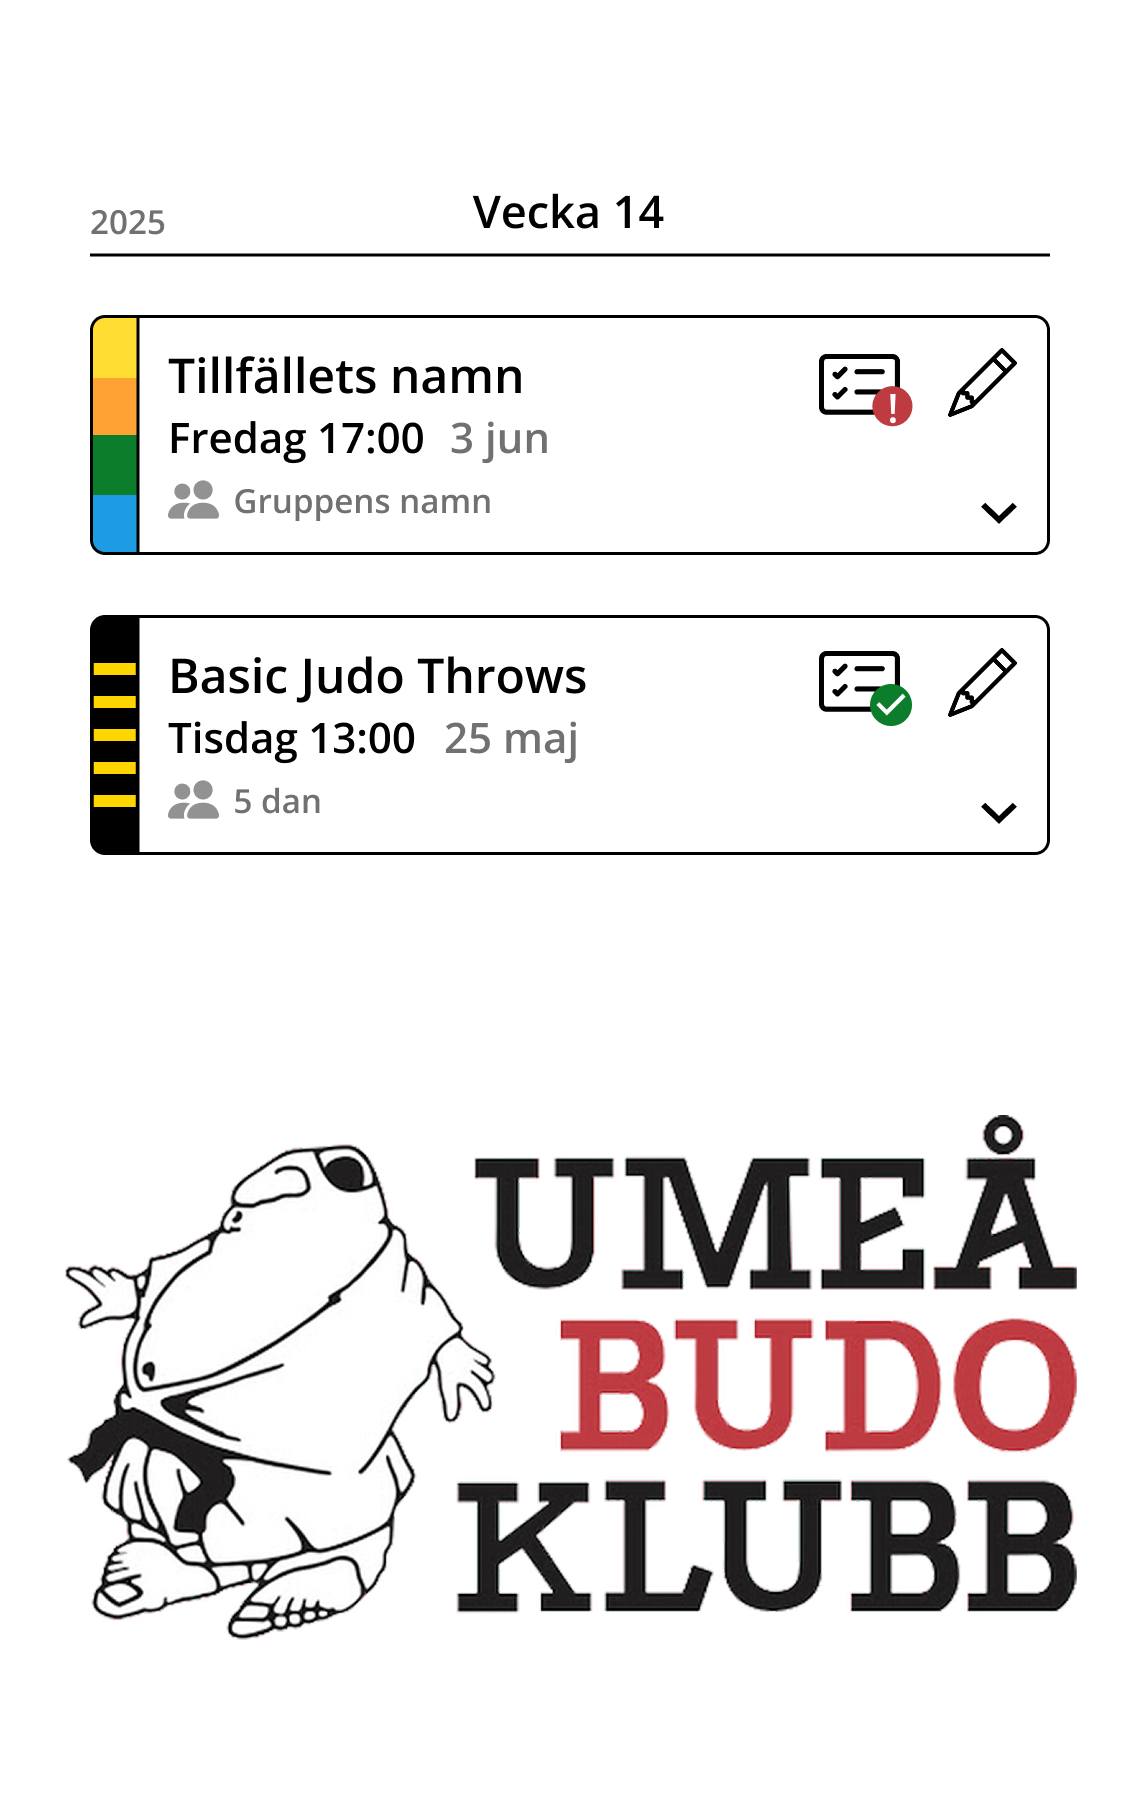 2025
Vecka 14
Tillfällets namn
Fredag 17:00 3 jun
Gruppens namn
Basic Judo Throws
Tisdag 13:00 25 maj
5 dan
UMEÅ
BUDO
KLUBB